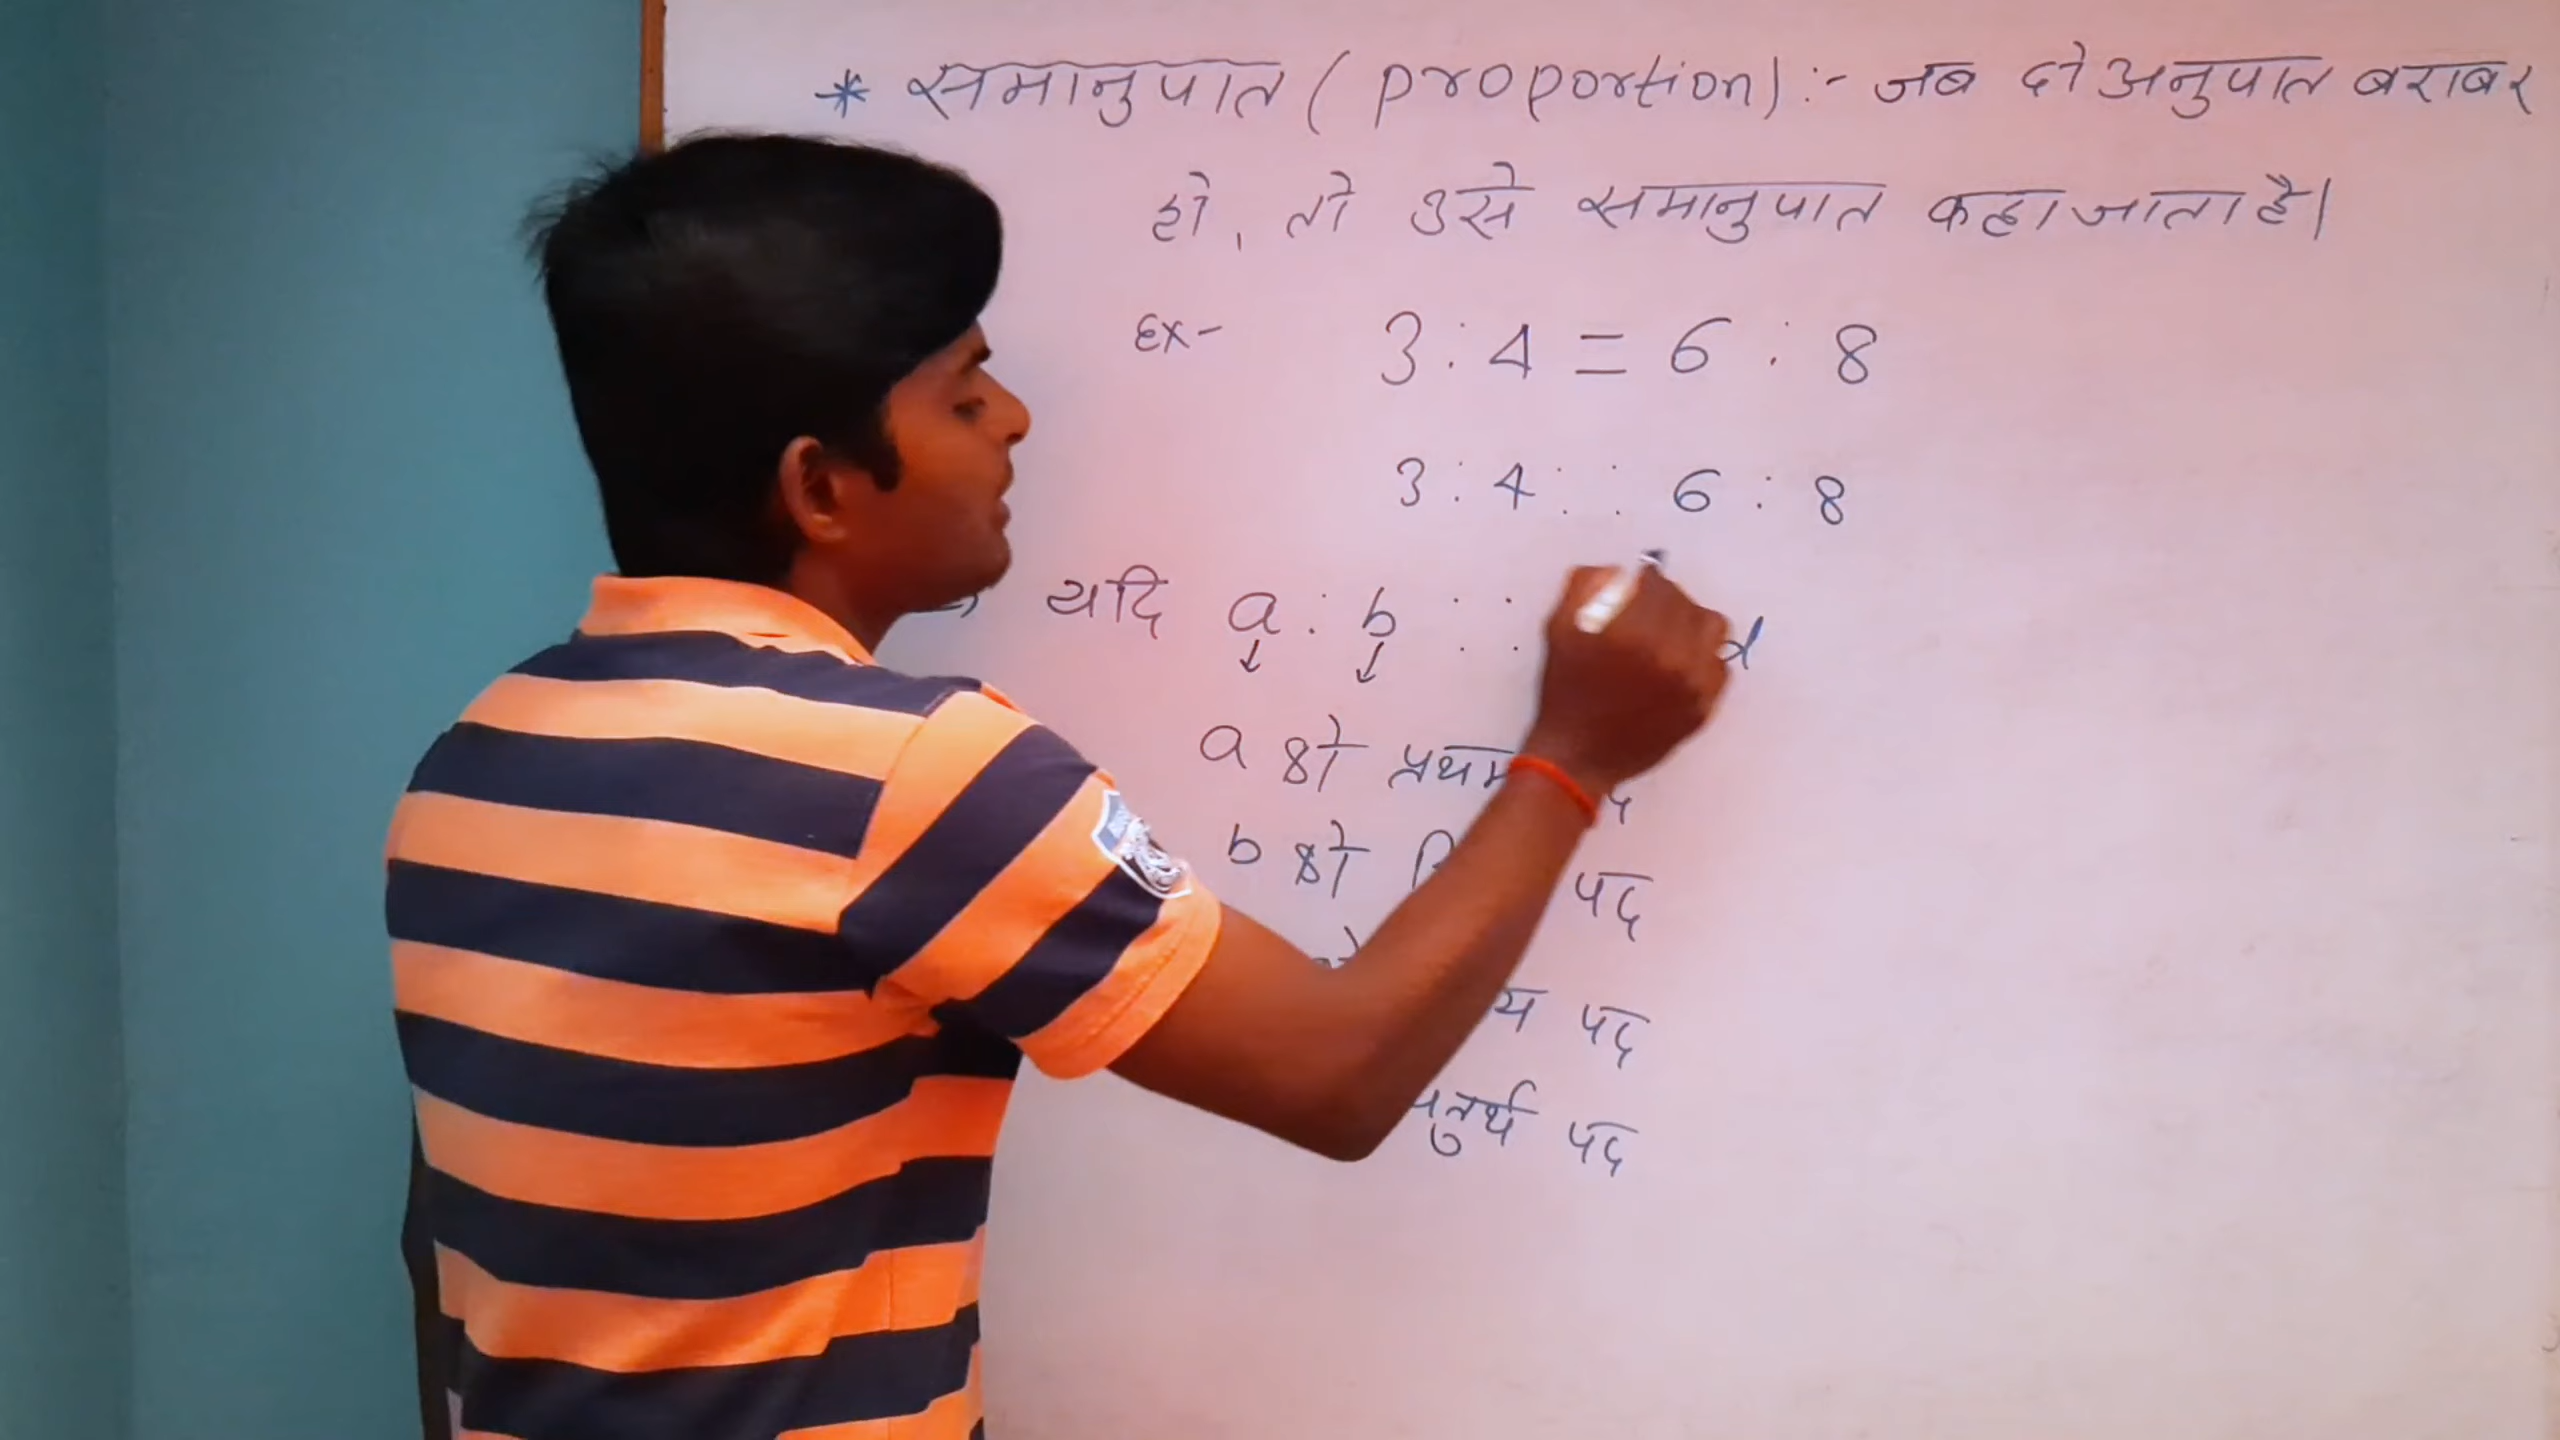 * समानुपात ( proportion) :- जब दो अनुपात बराबर
हो, तो उसे समानुपात कहा जाता है।
Ex- 3 : 4 = 6 : 8
3 : 4 : : 6 : 8
यदि a : b : : d
a को प्रथम
b को पद
पद
चतुर्थ पद